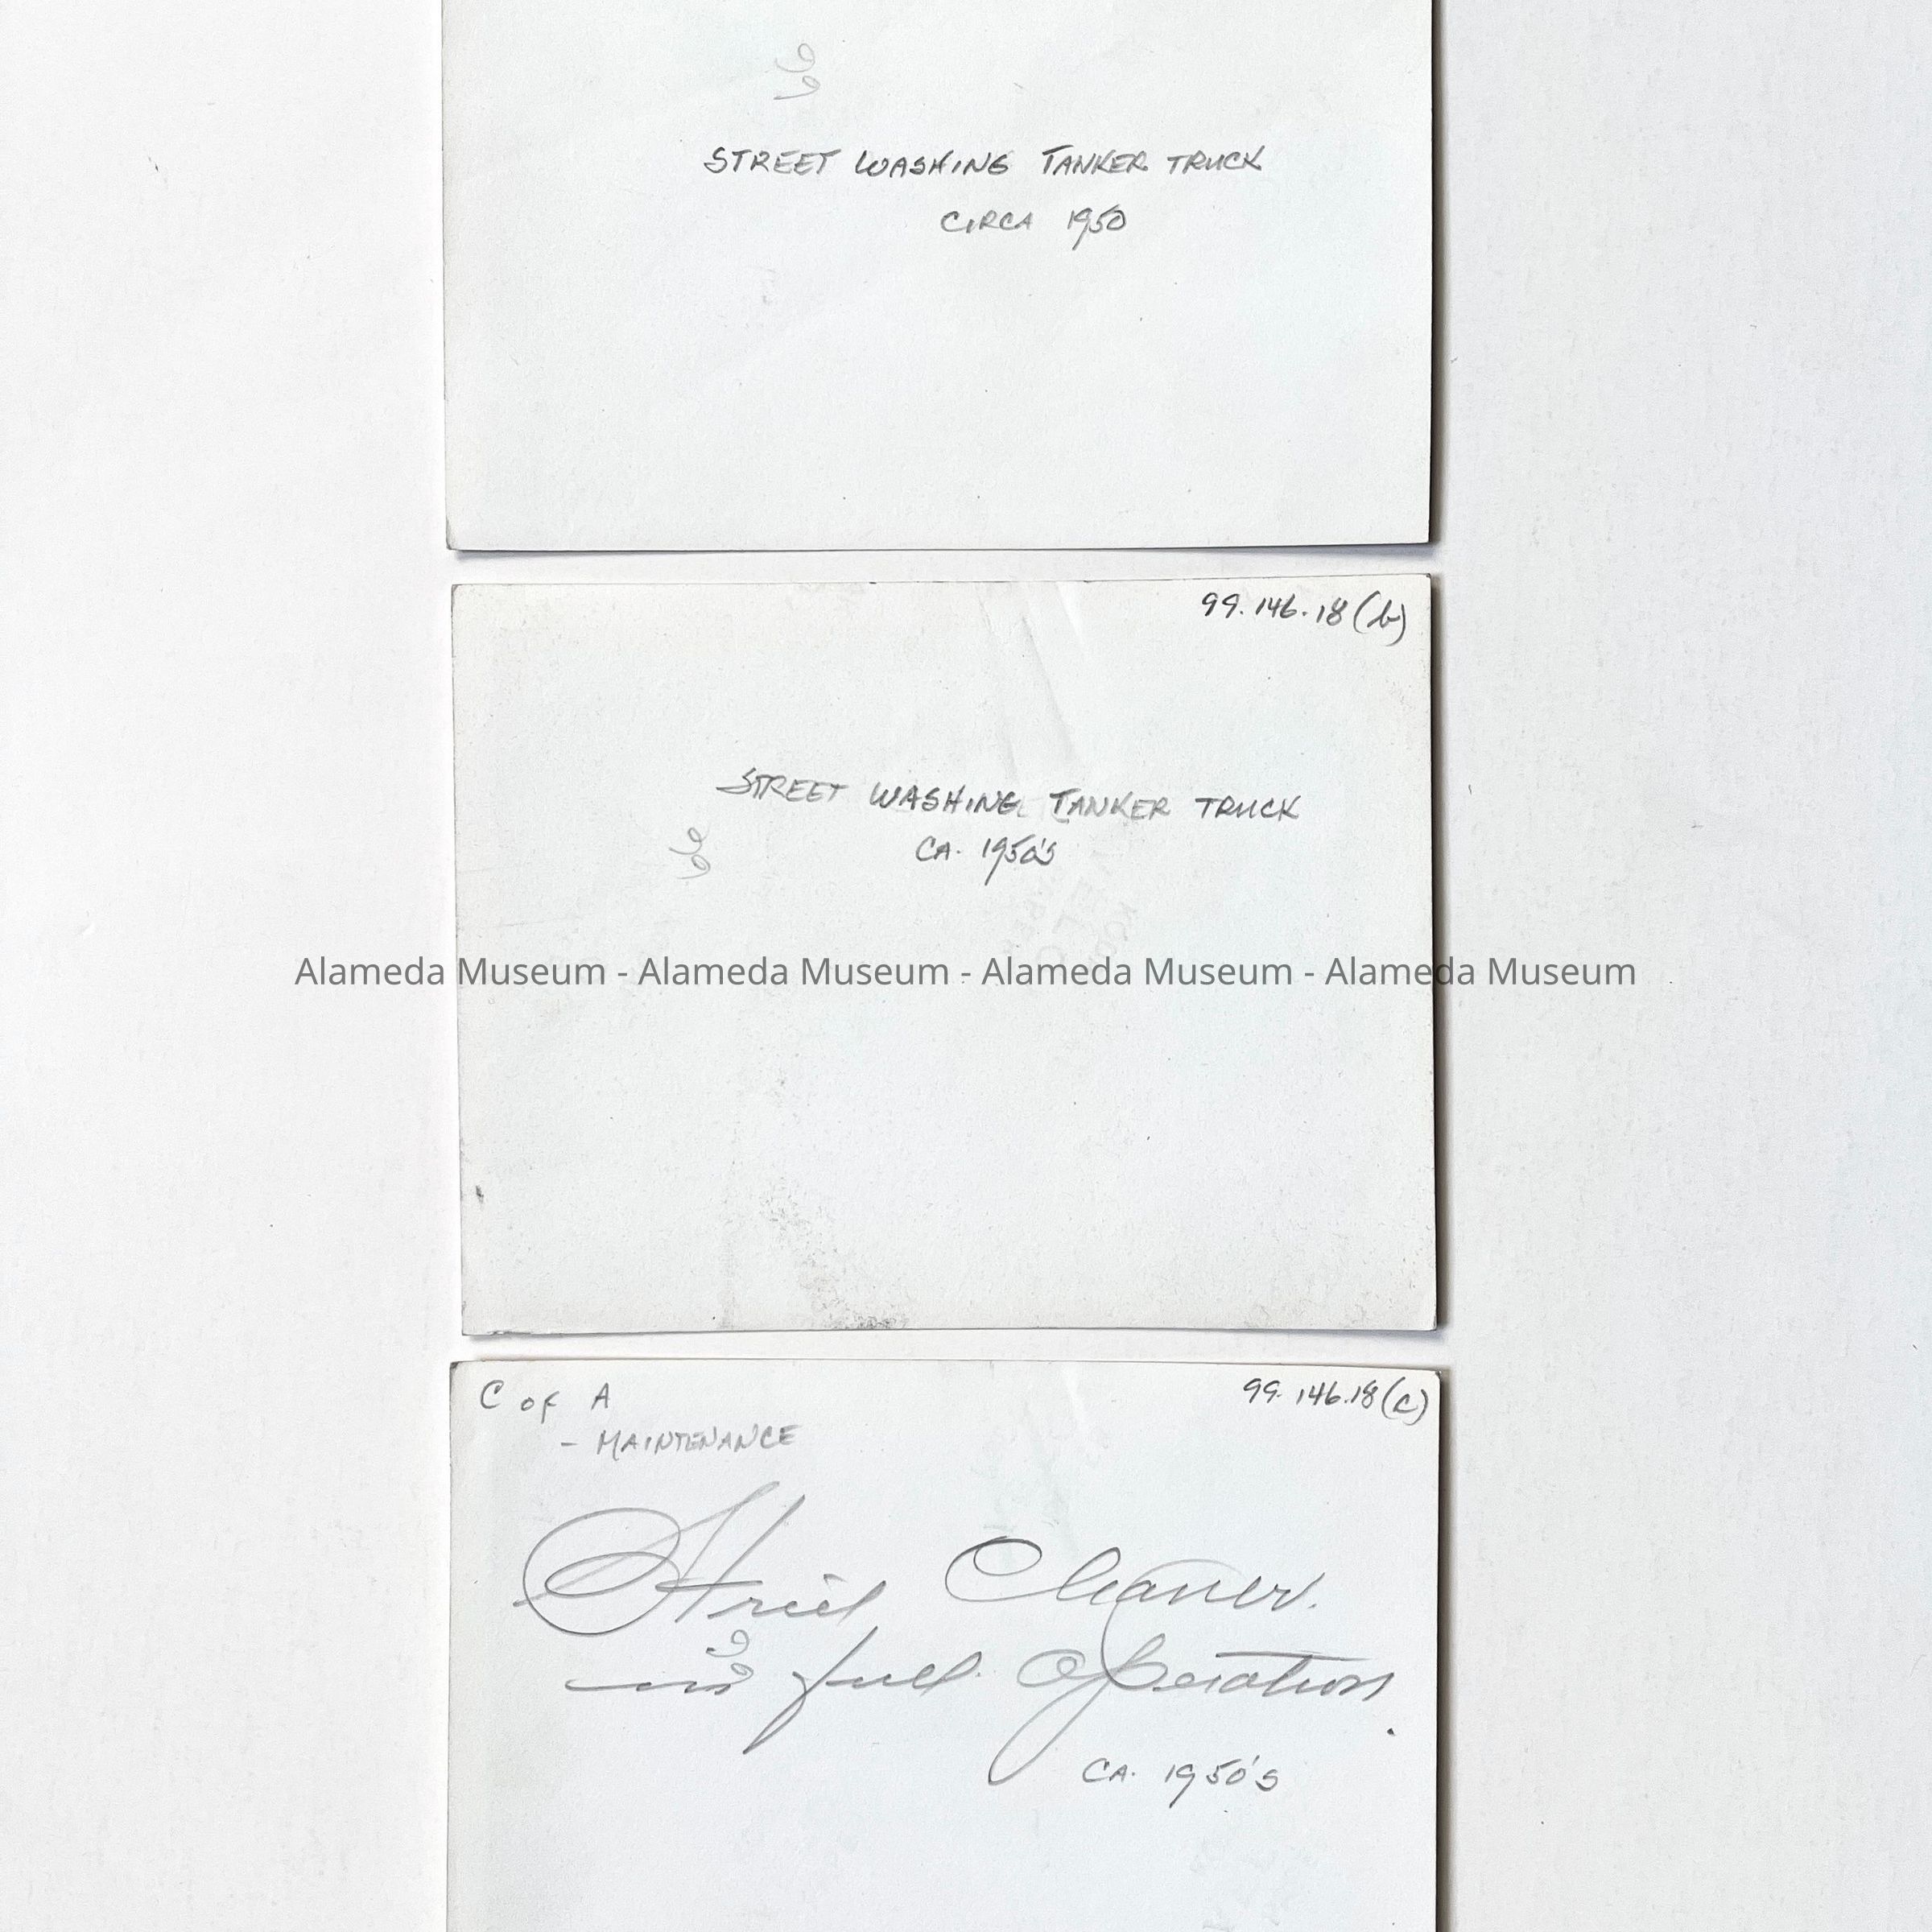 STREET WASHING TANKER TRUCK
CIRCA 1950
99.146.18(b)
STREET WASHING TANKER TRUCK
CA. 1950'S
Alameda Museum - Alameda Museum - Alameda Museum - Alameda Museum
C of A
99.146.18(c)
- MAINTENANCE
Cleaner.
in full Operation.
CA. 1950'S